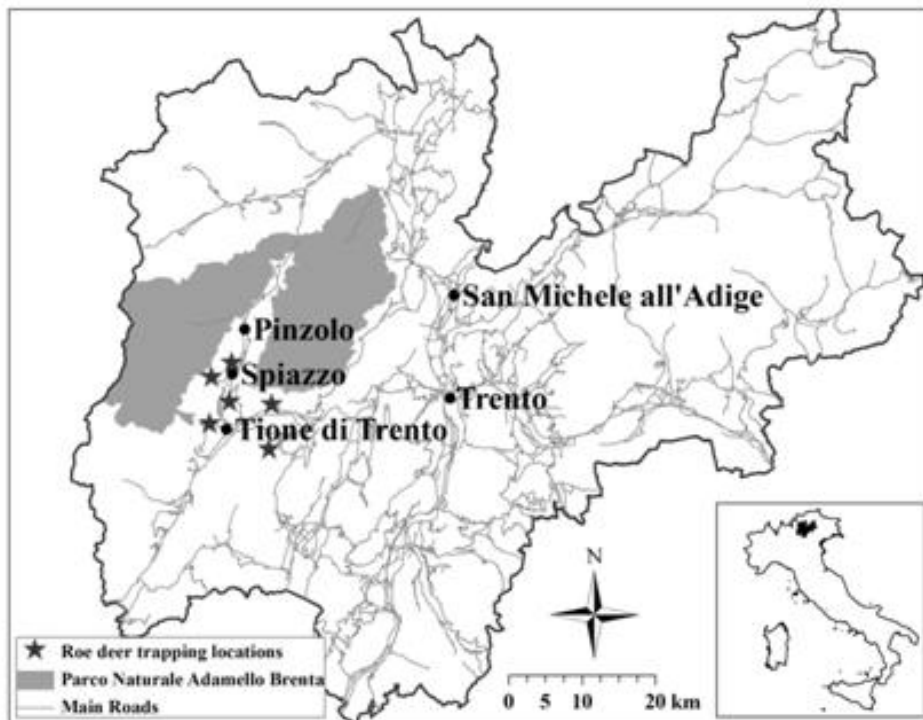 San Michele all'Adige
Pinzolo
Spiazzo
Trento
Tione di Trento
N
Roe deer trapping locations
Parco Naturale Adamello Brenta
Main Roads
0 5 10 20 km